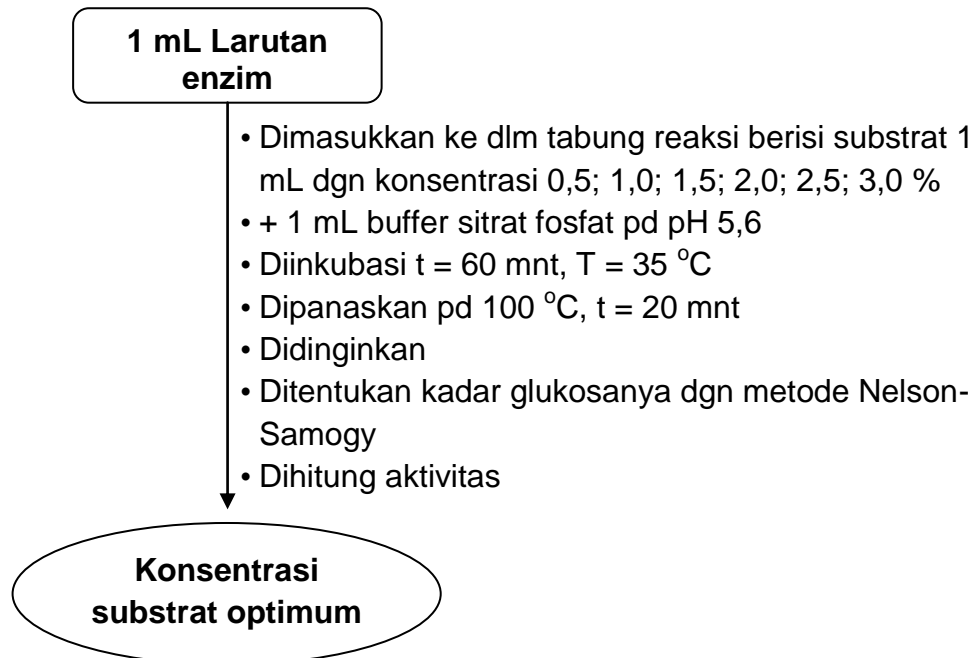 1 mL Larutan
enzim
• Dimasukkan ke dlm tabung reaksi berisi substrat 1
mL dgn konsentrasi 0,5; 1,0; 1,5; 2,0; 2,5; 3,0 %
• + 1 mL buffer sitrat fosfat pd pH 5,6
• Diinkubasi t = 60 mnt, T = 35 °C
• Dipanaskan pd 100 °C, t = 20 mnt
• Didinginkan
• Ditentukan kadar glukosanya dgn metode Nelson-
Samogy
• Dihitung aktivitas
Konsentrasi
substrat optimum